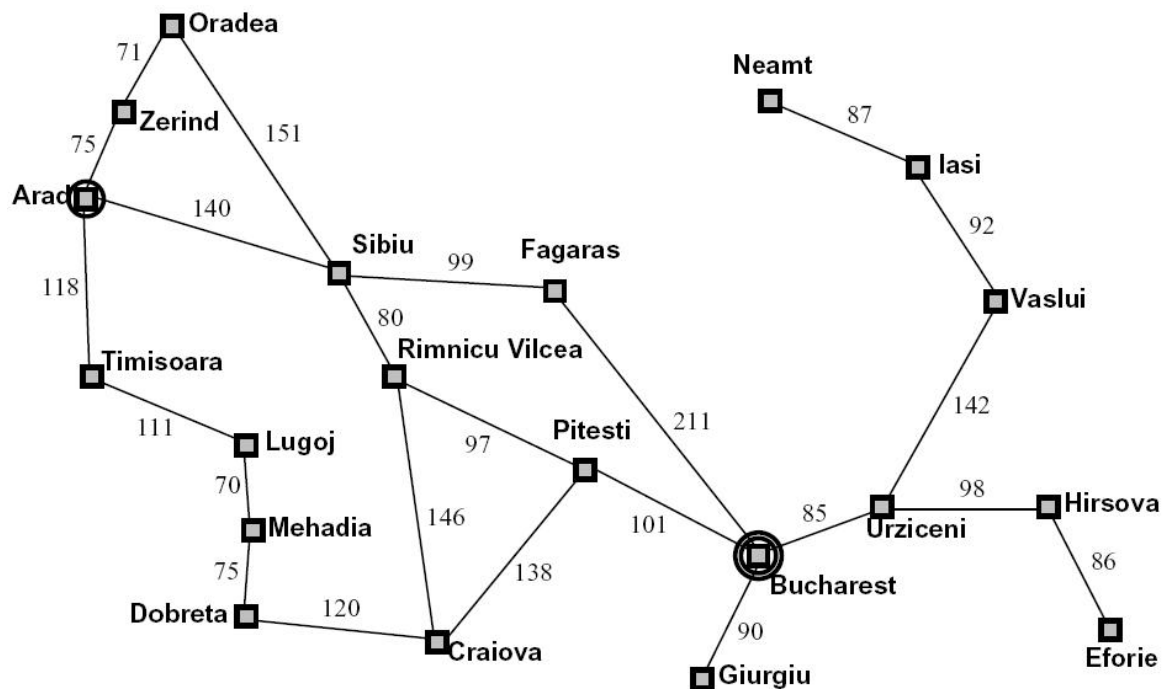 Oradea
71
Neamt
87
Zerind
75
151
Iasi
Arad
140
92
Sibiu
Fagaras
99
118
Vaslui
80
Rimnicu Vilcea
Timisoara
142
211
111
Lugoj
97
Pitesti
70
98
Hirsova
146
101
85
Urziceni
Mehadia
86
138
75
Bucharest
Dobreta
120
90
Craiova
Eforie
Giurgiu